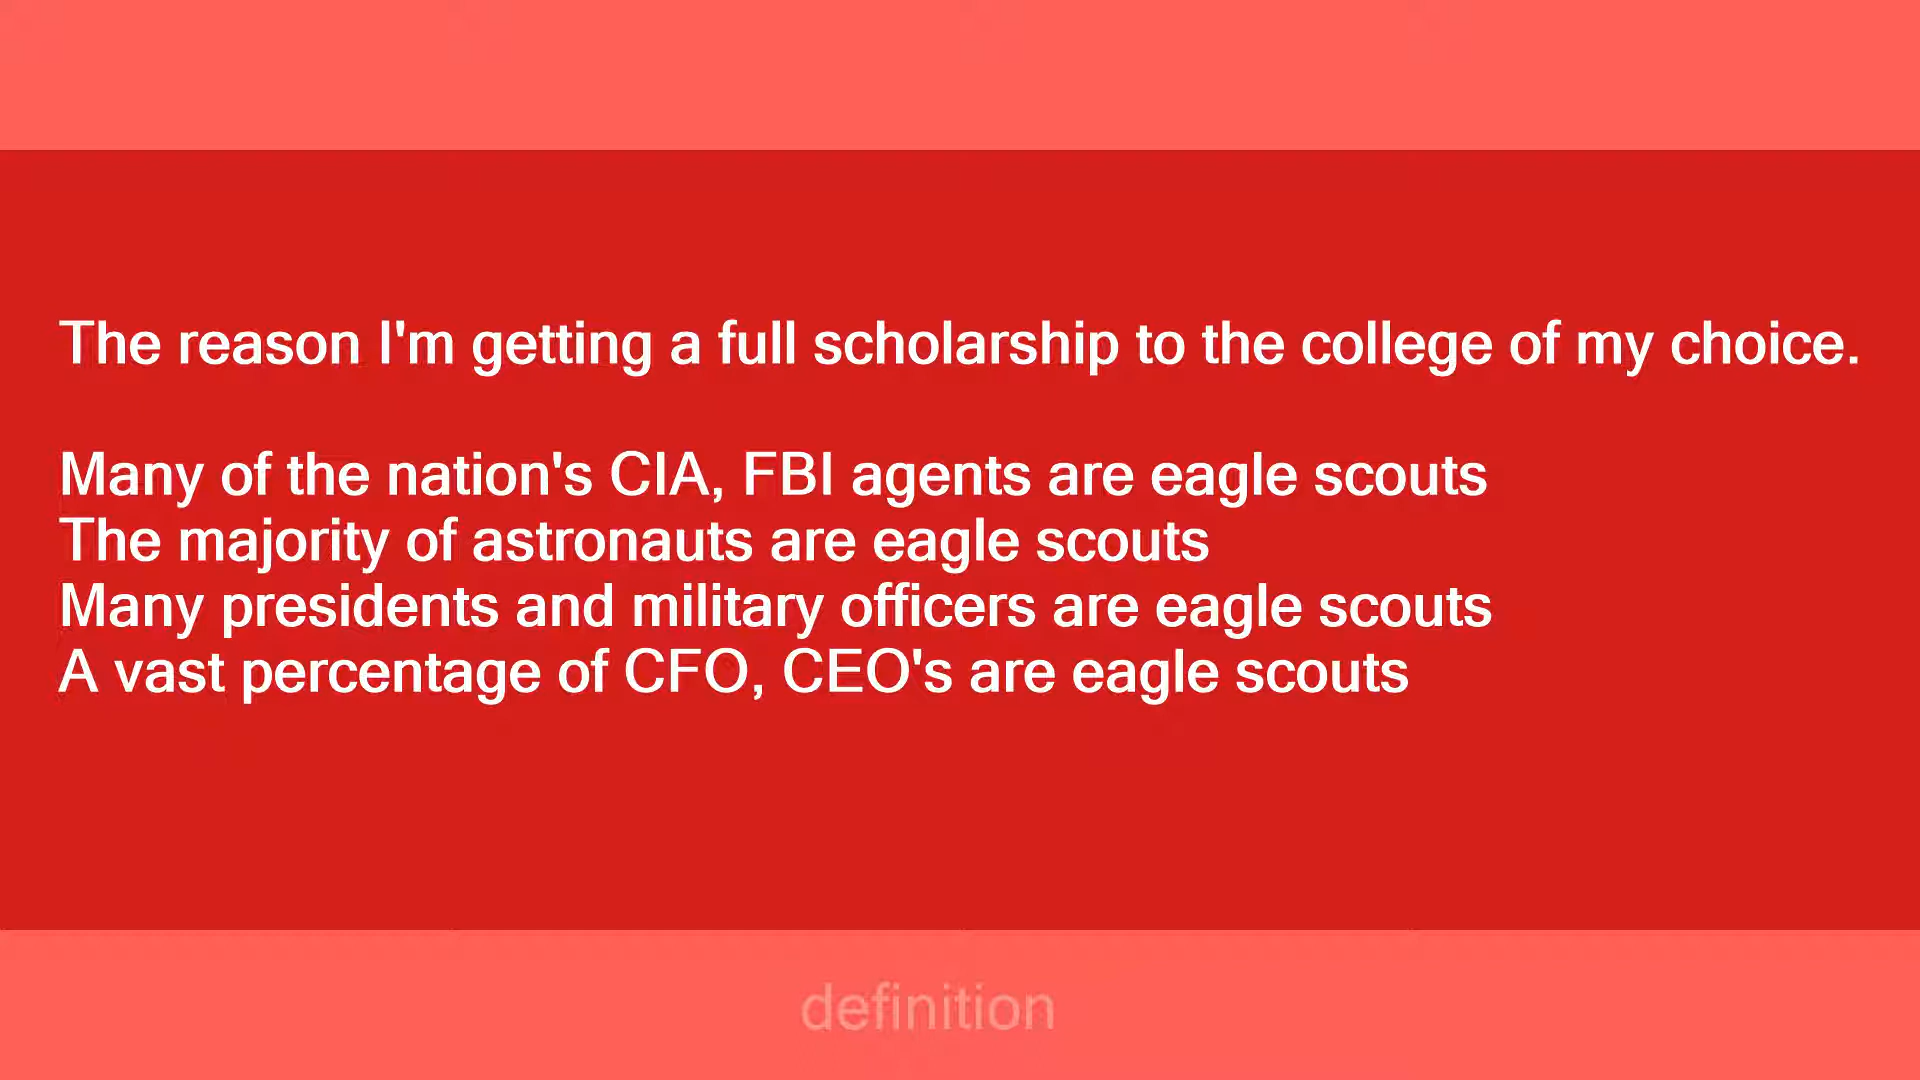 The reason I'm getting a full scholarship to the college of my choice.
Many of the nation's CIA, FBI agents are eagle scouts
The majority of astronauts are eagle scouts
Many presidents and military officers are eagle scouts
A vast percentage of CFO, CEO's are eagle scouts
definition